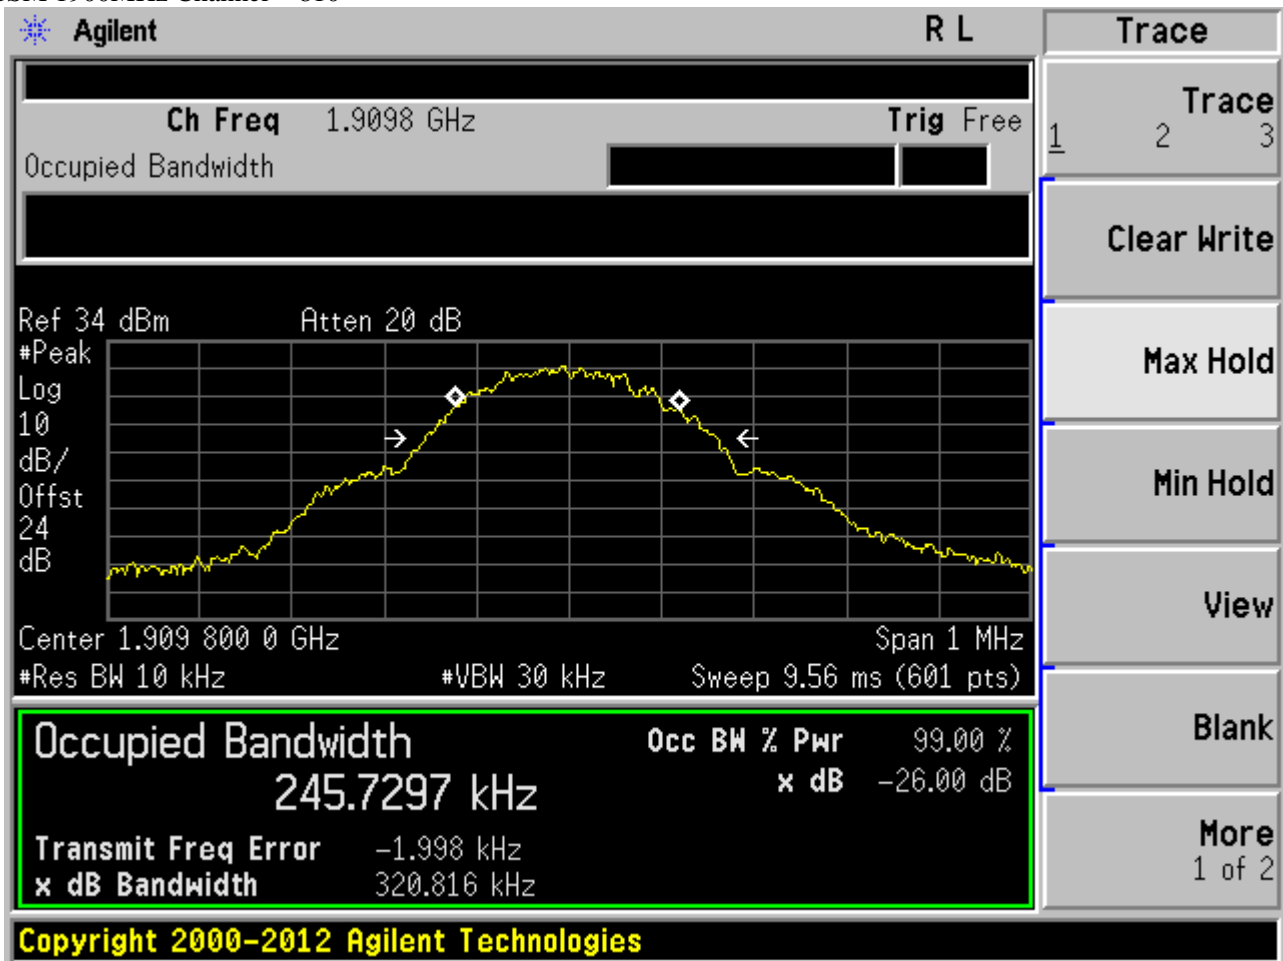 Agilent R L Trace
Ch Freq 1.9098 GHz Trig Free
Occupied Bandwidth
Trace
1 2 3
Clear Write
Max Hold
Min Hold
View
Blank
More
1 of 2
Ref 34 dBm Atten 20 dB
#Peak
Log
10
dB/
Offst
24
dB
Center 1.909 800 0 GHz Span 1 MHz
#Res BW 10 kHz #VBW 30 kHz Sweep 9.56 ms (601 pts)
Occupied Bandwidth Occ BW % Pwr 99.00 %
245.7297 kHz x dB -26.00 dB
Transmit Freq Error -1.998 kHz
x dB Bandwidth 320.816 kHz
Copyright 2000-2012 Agilent Technologies